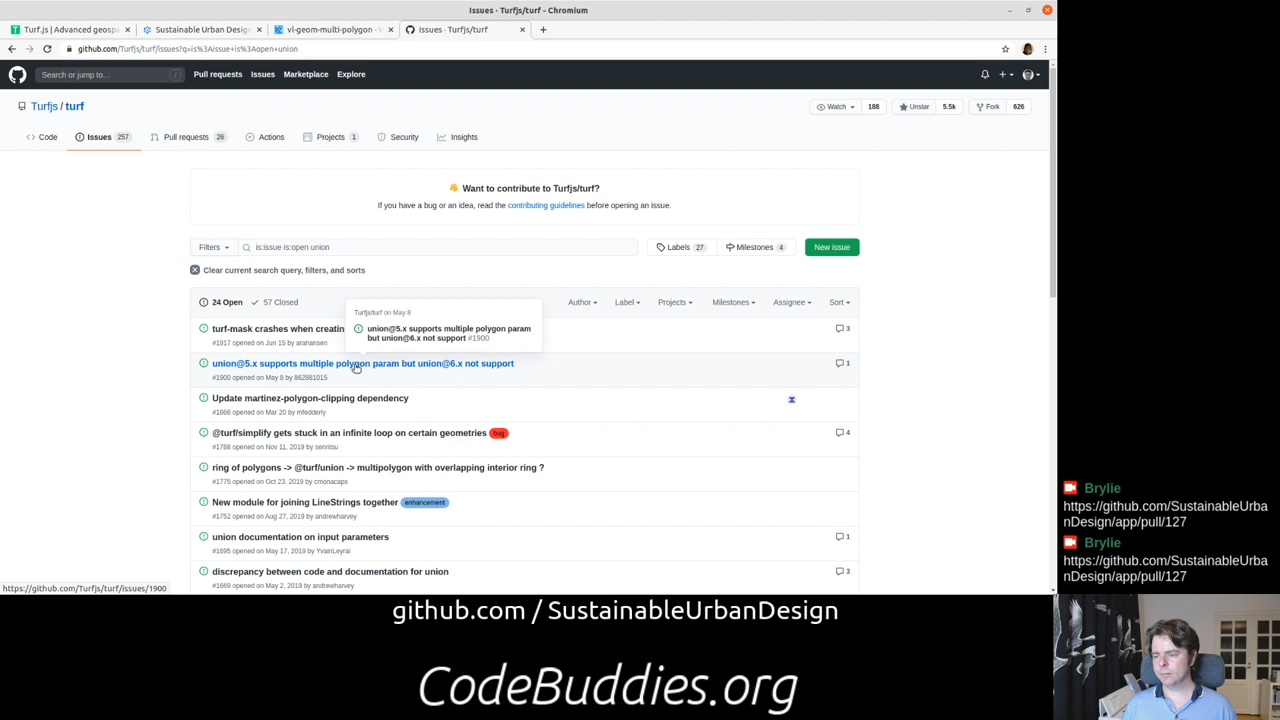 Issues · Turfjs/turf - Chromium
Turf.js | Advanced geosp
Sustainable Urban Design
vl-geom-multi-polygon - V
Issues · Turfjs/turf
github.com/Turfjs/turf/issues?q=is%3Aissue+is%3Aopen+union
Search or jump to...
/
Pull requests
Issues
Marketplace
Explore
Turfjs / turf
Watch 188
Unstar 5.5k
Fork 626
Code
Issues 257
Pull requests 26
Actions
Projects 1
Security
Insights
Want to contribute to Turfjs/turf?
If you have a bug or an idea, read the contributing guidelines before opening an issue.
Filters
is:issue is:open union
Labels 27
Milestones 4
New issue
Clear current search query, filters, and sorts
24 Open
57 Closed
Author
Label
Projects
Milestones
Assignee
Sort
Turfjs/turf on May 8
union@5.x supports multiple polygon param
but union@6.x not support #1900
turf-mask crashes when creatin
3
#1917 opened on Jun 15 by arahansen
union@5.x supports multiple polygon param but union@6.x not support
1
#1900 opened on May 8 by 862881015
Update martinez-polygon-clipping dependency
#1866 opened on Mar 20 by mfedderly
@turf/simplify gets stuck in an infinite loop on certain geometries bug
4
#1788 opened on Nov 11, 2019 by senritsu
ring of polygons -> @turf/union -> multipolygon with overlapping interior ring ?
#1775 opened on Oct 23, 2019 by cmonacaps
New module for joining LineStrings together enhancement
#1752 opened on Aug 27, 2019 by andrewharvey
union documentation on input parameters
1
#1695 opened on May 17, 2019 by YvainLeyral
discrepancy between code and documentation for union
3
#1669 opened on May 2, 2019 by andrewharvey
https://github.com/Turfjs/turf/issues/1900
Brylie
https://github.com/SustainableUrba
nDesign/app/pull/127
Brylie
https://github.com/SustainableUrba
nDesign/app/pull/127
github.com / SustainableUrbanDesign
CodeBuddies.org